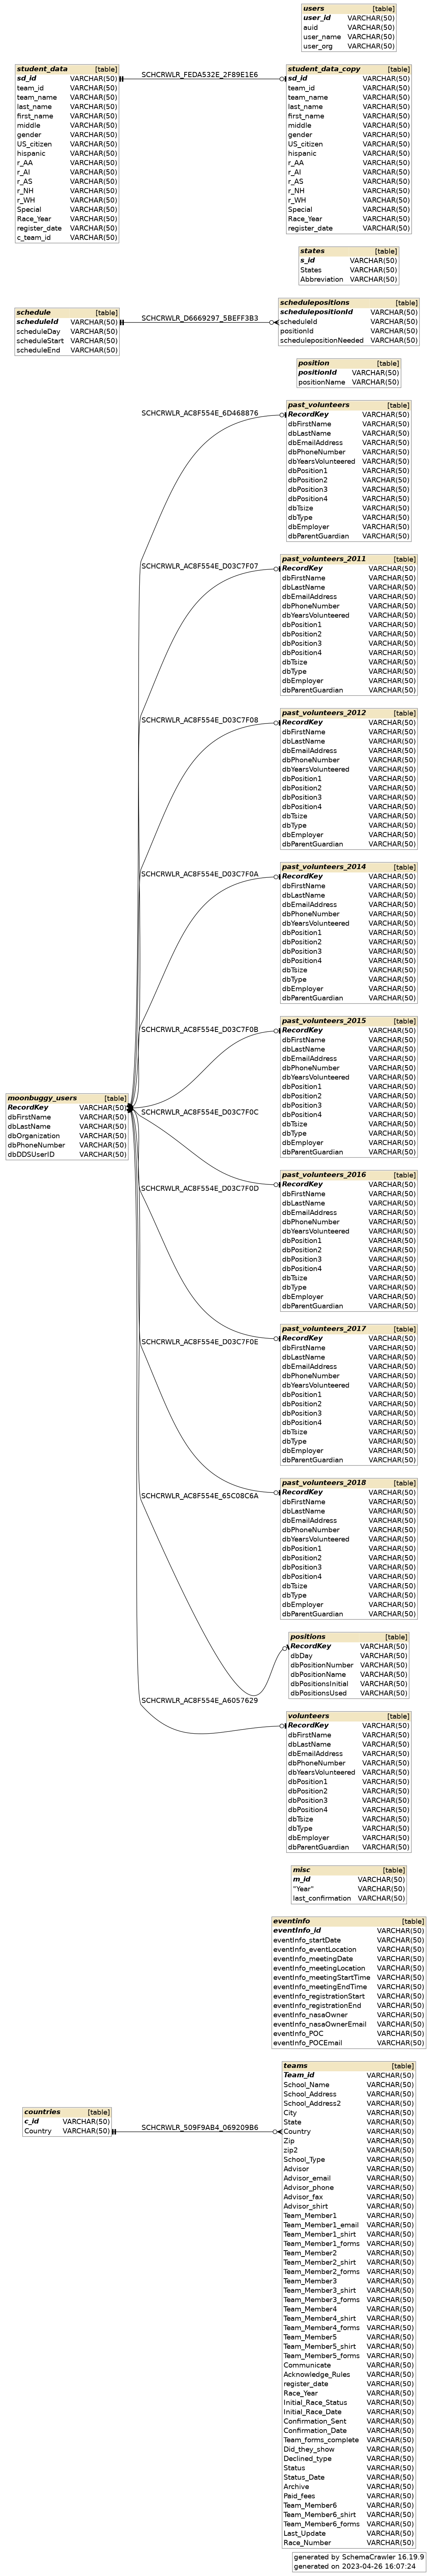 users [table]
user_id VARCHAR(50)
auid VARCHAR(50)
user_name VARCHAR(50)
user_org VARCHAR(50)
student_data [table]
sd_id VARCHAR(50)
team_id VARCHAR(50)
team_name VARCHAR(50)
last_name VARCHAR(50)
first_name VARCHAR(50)
middle VARCHAR(50)
gender VARCHAR(50)
US_citizen VARCHAR(50)
hispanic VARCHAR(50)
r_AA VARCHAR(50)
r_AI VARCHAR(50)
r_AS VARCHAR(50)
r_NH VARCHAR(50)
r_WH VARCHAR(50)
Special VARCHAR(50)
Race_Year VARCHAR(50)
register_date VARCHAR(50)
c_team_id VARCHAR(50)
SCHCRWLR_FEDA532E_2F89E1E6
student_data_copy [table]
sd_id VARCHAR(50)
team_id VARCHAR(50)
team_name VARCHAR(50)
last_name VARCHAR(50)
first_name VARCHAR(50)
middle VARCHAR(50)
gender VARCHAR(50)
US_citizen VARCHAR(50)
hispanic VARCHAR(50)
r_AA VARCHAR(50)
r_AI VARCHAR(50)
r_AS VARCHAR(50)
r_NH VARCHAR(50)
r_WH VARCHAR(50)
Special VARCHAR(50)
Race_Year VARCHAR(50)
register_date VARCHAR(50)
states [table]
s_id VARCHAR(50)
States VARCHAR(50)
Abbreviation VARCHAR(50)
schedule [table]
scheduleId VARCHAR(50)
scheduleDay VARCHAR(50)
scheduleStart VARCHAR(50)
scheduleEnd VARCHAR(50)
SCHCRWLR_D6669297_5BEFF3B3
schedulepositions [table]
schedulepositionId VARCHAR(50)
scheduleId VARCHAR(50)
positionId VARCHAR(50)
schedulepositionNeeded VARCHAR(50)
position [table]
positionId VARCHAR(50)
positionName VARCHAR(50)
SCHCRWLR_AC8F554E_6D468876
past_volunteers [table]
RecordKey VARCHAR(50)
dbFirstName VARCHAR(50)
dbLastName VARCHAR(50)
dbEmailAddress VARCHAR(50)
dbPhoneNumber VARCHAR(50)
dbYearsVolunteered VARCHAR(50)
dbPosition1 VARCHAR(50)
dbPosition2 VARCHAR(50)
dbPosition3 VARCHAR(50)
dbPosition4 VARCHAR(50)
dbTsize VARCHAR(50)
dbType VARCHAR(50)
dbEmployer VARCHAR(50)
dbParentGuardian VARCHAR(50)
SCHCRWLR_AC8F554E_D03C7F07
past_volunteers_2011 [table]
RecordKey VARCHAR(50)
dbFirstName VARCHAR(50)
dbLastName VARCHAR(50)
dbEmailAddress VARCHAR(50)
dbPhoneNumber VARCHAR(50)
dbYearsVolunteered VARCHAR(50)
dbPosition1 VARCHAR(50)
dbPosition2 VARCHAR(50)
dbPosition3 VARCHAR(50)
dbPosition4 VARCHAR(50)
dbTsize VARCHAR(50)
dbType VARCHAR(50)
dbEmployer VARCHAR(50)
dbParentGuardian VARCHAR(50)
SCHCRWLR_AC8F554E_D03C7F08
past_volunteers_2012 [table]
RecordKey VARCHAR(50)
dbFirstName VARCHAR(50)
dbLastName VARCHAR(50)
dbEmailAddress VARCHAR(50)
dbPhoneNumber VARCHAR(50)
dbYearsVolunteered VARCHAR(50)
dbPosition1 VARCHAR(50)
dbPosition2 VARCHAR(50)
dbPosition3 VARCHAR(50)
dbPosition4 VARCHAR(50)
dbTsize VARCHAR(50)
dbType VARCHAR(50)
dbEmployer VARCHAR(50)
dbParentGuardian VARCHAR(50)
SCHCRWLR_AC8F554E_D03C7F0A
past_volunteers_2014 [table]
RecordKey VARCHAR(50)
dbFirstName VARCHAR(50)
dbLastName VARCHAR(50)
dbEmailAddress VARCHAR(50)
dbPhoneNumber VARCHAR(50)
dbYearsVolunteered VARCHAR(50)
dbPosition1 VARCHAR(50)
dbPosition2 VARCHAR(50)
dbPosition3 VARCHAR(50)
dbPosition4 VARCHAR(50)
dbTsize VARCHAR(50)
dbType VARCHAR(50)
dbEmployer VARCHAR(50)
dbParentGuardian VARCHAR(50)
SCHCRWLR_AC8F554E_D03C7F0B
past_volunteers_2015 [table]
RecordKey VARCHAR(50)
dbFirstName VARCHAR(50)
dbLastName VARCHAR(50)
dbEmailAddress VARCHAR(50)
dbPhoneNumber VARCHAR(50)
dbYearsVolunteered VARCHAR(50)
dbPosition1 VARCHAR(50)
dbPosition2 VARCHAR(50)
dbPosition3 VARCHAR(50)
dbPosition4 VARCHAR(50)
dbTsize VARCHAR(50)
dbType VARCHAR(50)
dbEmployer VARCHAR(50)
dbParentGuardian VARCHAR(50)
moonbuggy_users [table]
RecordKey VARCHAR(50)
dbFirstName VARCHAR(50)
dbLastName VARCHAR(50)
dbOrganization VARCHAR(50)
dbPhoneNumber VARCHAR(50)
dbDDSUserID VARCHAR(50)
SCHCRWLR_AC8F554E_D03C7F0C
SCHCRWLR_AC8F554E_D03C7F0D
past_volunteers_2016 [table]
RecordKey VARCHAR(50)
dbFirstName VARCHAR(50)
dbLastName VARCHAR(50)
dbEmailAddress VARCHAR(50)
dbPhoneNumber VARCHAR(50)
dbYearsVolunteered VARCHAR(50)
dbPosition1 VARCHAR(50)
dbPosition2 VARCHAR(50)
dbPosition3 VARCHAR(50)
dbPosition4 VARCHAR(50)
dbTsize VARCHAR(50)
dbType VARCHAR(50)
dbEmployer VARCHAR(50)
dbParentGuardian VARCHAR(50)
SCHCRWLR_AC8F554E_D03C7F0E
past_volunteers_2017 [table]
RecordKey VARCHAR(50)
dbFirstName VARCHAR(50)
dbLastName VARCHAR(50)
dbEmailAddress VARCHAR(50)
dbPhoneNumber VARCHAR(50)
dbYearsVolunteered VARCHAR(50)
dbPosition1 VARCHAR(50)
dbPosition2 VARCHAR(50)
dbPosition3 VARCHAR(50)
dbPosition4 VARCHAR(50)
dbTsize VARCHAR(50)
dbType VARCHAR(50)
dbEmployer VARCHAR(50)
dbParentGuardian VARCHAR(50)
SCHCRWLR_AC8F554E_65C08C6A
past_volunteers_2018 [table]
RecordKey VARCHAR(50)
dbFirstName VARCHAR(50)
dbLastName VARCHAR(50)
dbEmailAddress VARCHAR(50)
dbPhoneNumber VARCHAR(50)
dbYearsVolunteered VARCHAR(50)
dbPosition1 VARCHAR(50)
dbPosition2 VARCHAR(50)
dbPosition3 VARCHAR(50)
dbPosition4 VARCHAR(50)
dbTsize VARCHAR(50)
dbType VARCHAR(50)
dbEmployer VARCHAR(50)
dbParentGuardian VARCHAR(50)
positions [table]
RecordKey VARCHAR(50)
dbDay VARCHAR(50)
dbPositionNumber VARCHAR(50)
dbPositionName VARCHAR(50)
dbPositionsInitial VARCHAR(50)
dbPositionsUsed VARCHAR(50)
SCHCRWLR_AC8F554E_A6057629
volunteers [table]
RecordKey VARCHAR(50)
dbFirstName VARCHAR(50)
dbLastName VARCHAR(50)
dbEmailAddress VARCHAR(50)
dbPhoneNumber VARCHAR(50)
dbYearsVolunteered VARCHAR(50)
dbPosition1 VARCHAR(50)
dbPosition2 VARCHAR(50)
dbPosition3 VARCHAR(50)
dbPosition4 VARCHAR(50)
dbTsize VARCHAR(50)
dbType VARCHAR(50)
dbEmployer VARCHAR(50)
dbParentGuardian VARCHAR(50)
misc [table]
m_id VARCHAR(50)
"Year" VARCHAR(50)
last_confirmation VARCHAR(50)
eventinfo [table]
eventInfo_id VARCHAR(50)
eventInfo_startDate VARCHAR(50)
eventInfo_eventLocation VARCHAR(50)
eventInfo_meetingDate VARCHAR(50)
eventInfo_meetingLocation VARCHAR(50)
eventInfo_meetingStartTime VARCHAR(50)
eventInfo_meetingEndTime VARCHAR(50)
eventInfo_registrationStart VARCHAR(50)
eventInfo_registrationEnd VARCHAR(50)
eventInfo_nasaOwner VARCHAR(50)
eventInfo_nasaOwnerEmail VARCHAR(50)
eventInfo_POC VARCHAR(50)
eventInfo_POCEmail VARCHAR(50)
countries [table]
c_id VARCHAR(50)
Country VARCHAR(50)
SCHCRWLR_509F9AB4_069209B6
teams [table]
Team_id VARCHAR(50)
School_Name VARCHAR(50)
School_Address VARCHAR(50)
School_Address2 VARCHAR(50)
City VARCHAR(50)
State VARCHAR(50)
Country VARCHAR(50)
Zip VARCHAR(50)
zip2 VARCHAR(50)
School_Type VARCHAR(50)
Advisor VARCHAR(50)
Advisor_email VARCHAR(50)
Advisor_phone VARCHAR(50)
Advisor_fax VARCHAR(50)
Advisor_shirt VARCHAR(50)
Team_Member1 VARCHAR(50)
Team_Member1_email VARCHAR(50)
Team_Member1_shirt VARCHAR(50)
Team_Member1_forms VARCHAR(50)
Team_Member2 VARCHAR(50)
Team_Member2_shirt VARCHAR(50)
Team_Member2_forms VARCHAR(50)
Team_Member3 VARCHAR(50)
Team_Member3_shirt VARCHAR(50)
Team_Member3_forms VARCHAR(50)
Team_Member4 VARCHAR(50)
Team_Member4_shirt VARCHAR(50)
Team_Member4_forms VARCHAR(50)
Team_Member5 VARCHAR(50)
Team_Member5_shirt VARCHAR(50)
Team_Member5_forms VARCHAR(50)
Communicate VARCHAR(50)
Acknowledge_Rules VARCHAR(50)
register_date VARCHAR(50)
Race_Year VARCHAR(50)
Initial_Race_Status VARCHAR(50)
Initial_Race_Date VARCHAR(50)
Confirmation_Sent VARCHAR(50)
Confirmation_Date VARCHAR(50)
Team_forms_complete VARCHAR(50)
Did_they_show VARCHAR(50)
Declined_type VARCHAR(50)
Status VARCHAR(50)
Status_Date VARCHAR(50)
Archive VARCHAR(50)
Paid_fees VARCHAR(50)
Team_Member6 VARCHAR(50)
Team_Member6_shirt VARCHAR(50)
Team_Member6_forms VARCHAR(50)
Last_Update VARCHAR(50)
Race_Number VARCHAR(50)
generated by SchemaCrawler 16.19.9
generated on 2023-04-26 16:07:24